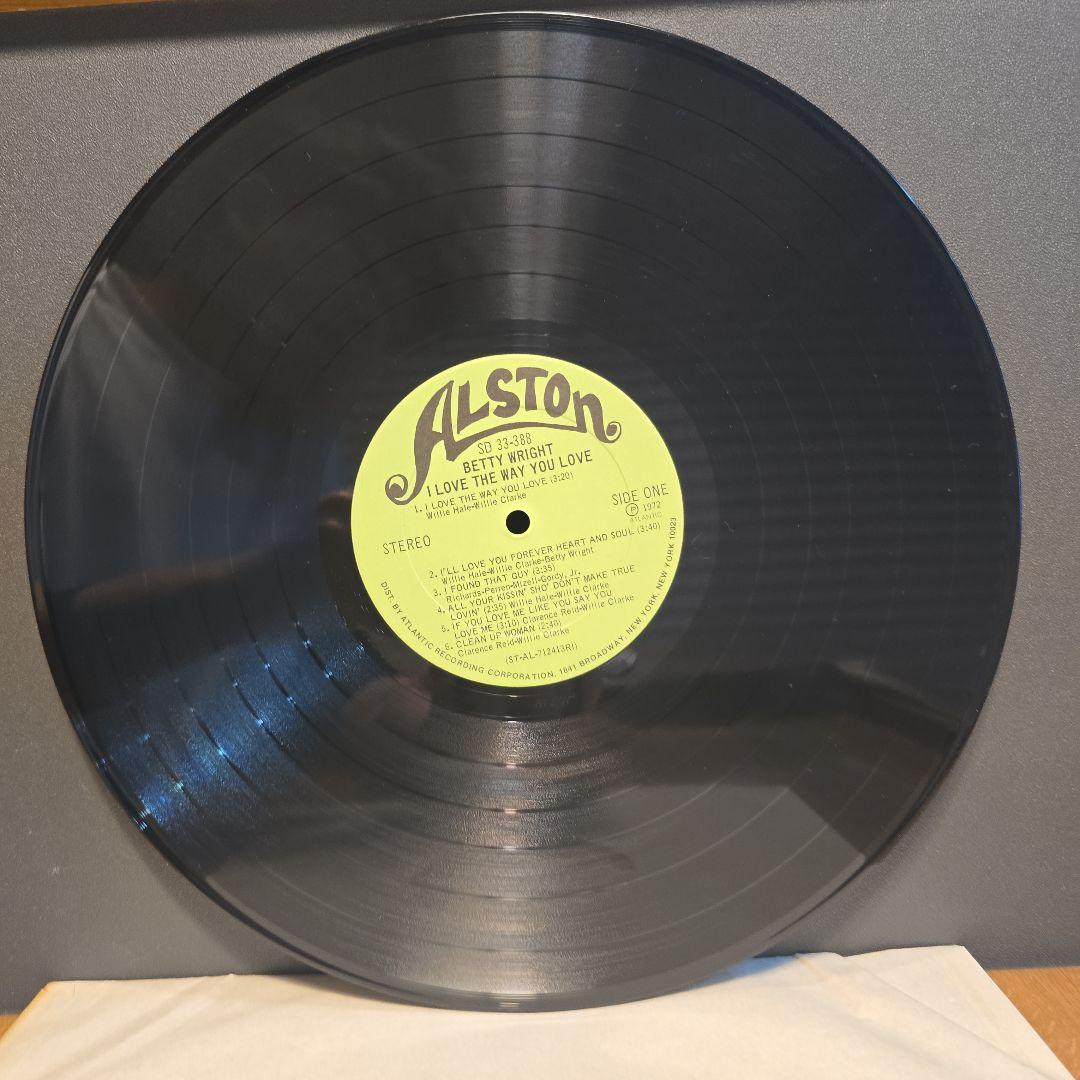 ALSTON
SD 33-388
BETTY WRIGHT
I LOVE THE WAY YOU LOVE
1. I LOVE THE WAY YOU LOVE (3:20)
Willie Hale-Willie Clarke
SIDE ONE
Ⓟ 1972
ATLANTIC
STEREO
2. I'LL LOVE YOU FOREVER HEART AND SOUL (3:40)
Willie Hale-Willie Clarke-Betty Wright
3. I FOUND THAT GUY (3:35)
Richards-Perren-Mizell-Gordy, Jr.
4. ALL YOUR KISSIN' SHO' DON'T MAKE TRUE
LOVIN' (2:35) Willie Hale-Willie Clarke
5. IF YOU LOVE ME LIKE YOU SAY YOU
LOVE ME (3:10) Clarence Reid-Willie Clarke
6. CLEAN UP WOMAN (2:40)
Clarence Reid-Willie Clarke
(ST-AL-712413RI)
DIST. BY ATLANTIC RECORDING CORPORATION, 1841 BROADWAY, NEW YORK, NEW YORK 10023